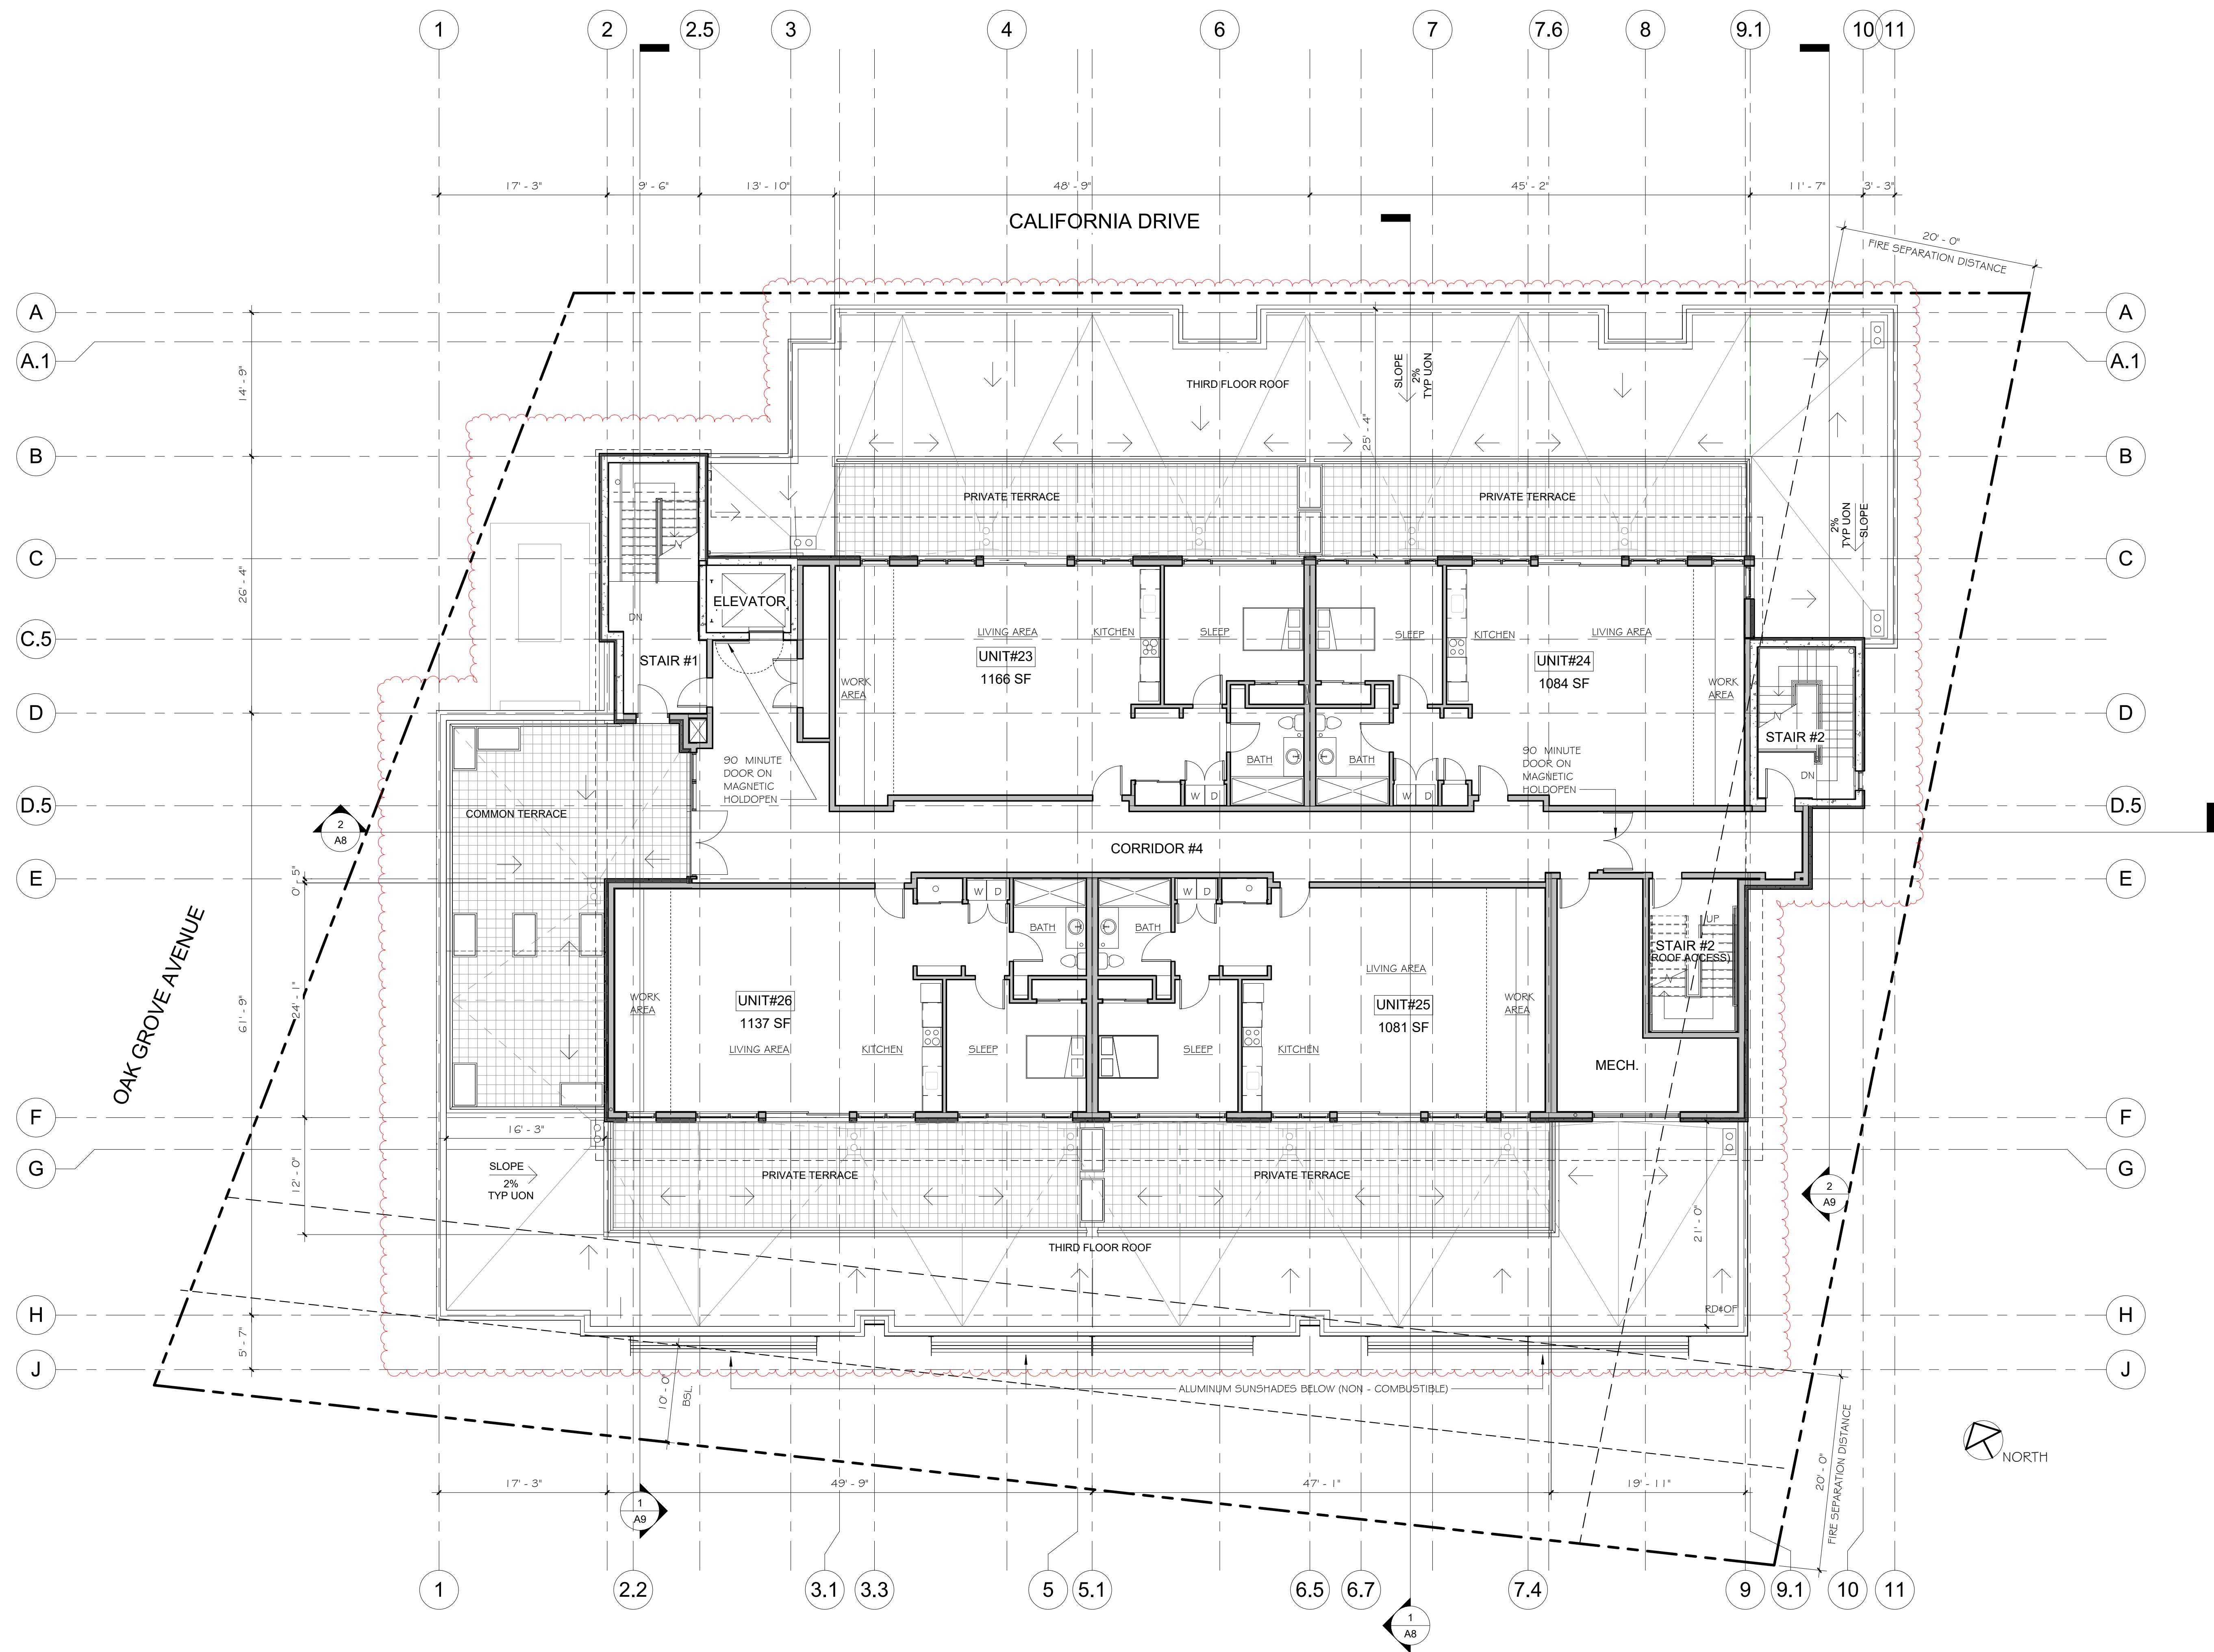 1
2
2.5
3
4
6
7
7.6
8
9.1
10
11
17' - 3"
9' - 6"
13' - 10"
48' - 9"
45' - 2"
11' - 7"
3' - 3"
CALIFORNIA DRIVE
20' - 0"
FIRE SEPARATION DISTANCE
A
A
A.1
A.1
14' - 9"
THIRD FLOOR ROOF
SLOPE
2%
TYP UON
25' - 4"
B
B
PRIVATE TERRACE
PRIVATE TERRACE
2%
TYP UON
SLOPE
C
C
26' - 4"
ELEVATOR
DN
C.5
C.5
STAIR #1
LIVING AREA
KITCHEN
SLEEP
SLEEP
KITCHEN
LIVING AREA
UNIT#23
1166 SF
UNIT#24
1084 SF
WORK
AREA
WORK
AREA
D
D
STAIR #2
DN
90 MINUTE
DOOR ON
MAGNETIC
HOLDOPEN
BATH
BATH
90 MINUTE
DOOR ON
MAGNETIC
HOLDOPEN
W D
W D
D.5
D.5
COMMON TERRACE
2
A8
CORRIDOR #4
E
E
0' - 5"
W D
W D
BATH
BATH
UP
STAIR #2
(ROOF ACCESS)
OAK GROVE AVENUE
61' - 9"
24' - 1"
LIVING AREA
WORK
AREA
UNIT#26
1137 SF
UNIT#25
1081 SF
WORK
AREA
LIVING AREA
KITCHEN
SLEEP
SLEEP
KITCHEN
MECH.
F
F
16' - 3"
G
G
SLOPE
2%
TYP UON
12' - 0"
PRIVATE TERRACE
PRIVATE TERRACE
2
A9
21' - 0"
THIRD FLOOR ROOF
RD#OF
H
H
5' - 7"
J
J
10' - 0"
BSL
ALUMINUM SUNSHADES BELOW (NON - COMBUSTIBLE)
20' - 0"
FIRE SEPARATION DISTANCE
NORTH
17' - 3"
49' - 9"
47' - 1"
19' - 11"
1
A9
1
2.2
3.1
3.3
5
5.1
6.5
6.7
7.4
9
9.1
10
11
1
A8